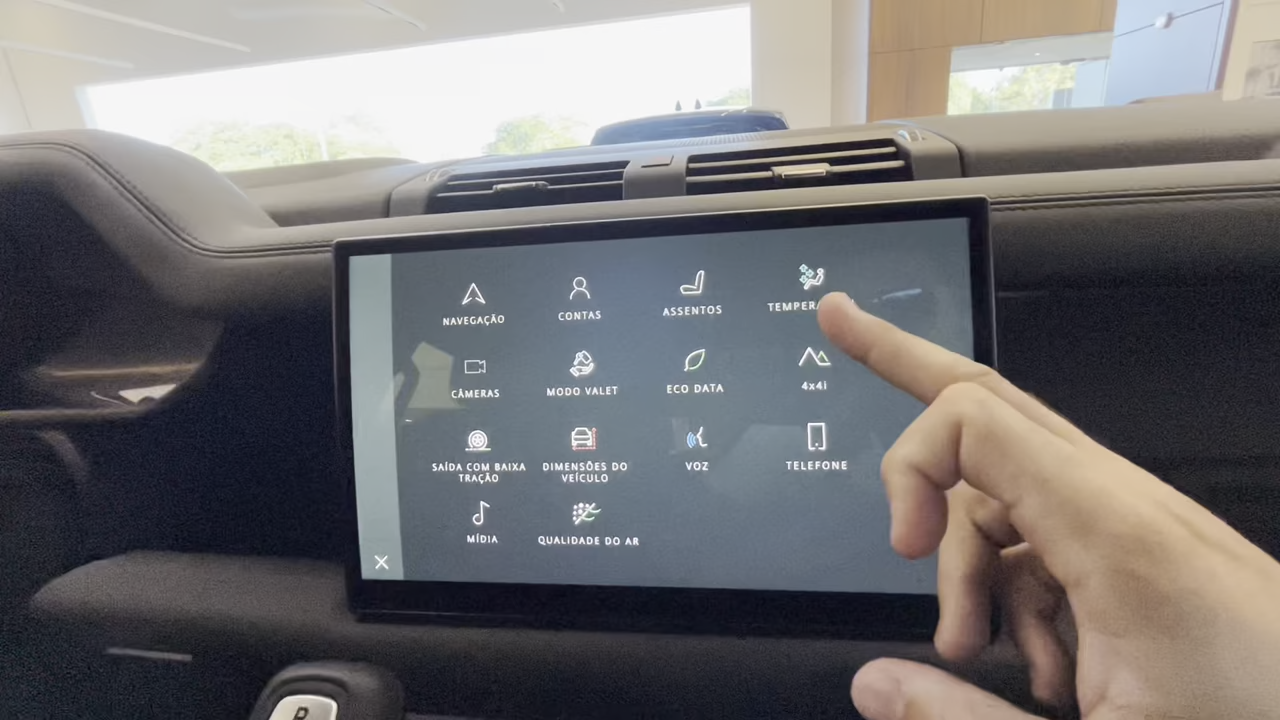 NAVEGAÇÃO
CONTAS
ASSENTOS
CÂMERAS
MODO VALET
ECO DATA
4x4i
SAÍDA COM BAIXA
TRAÇÃO
DIMENSÕES DO
VEÍCULO
VOZ
TELEFONE
MÍDIA
QUALIDADE DO AR